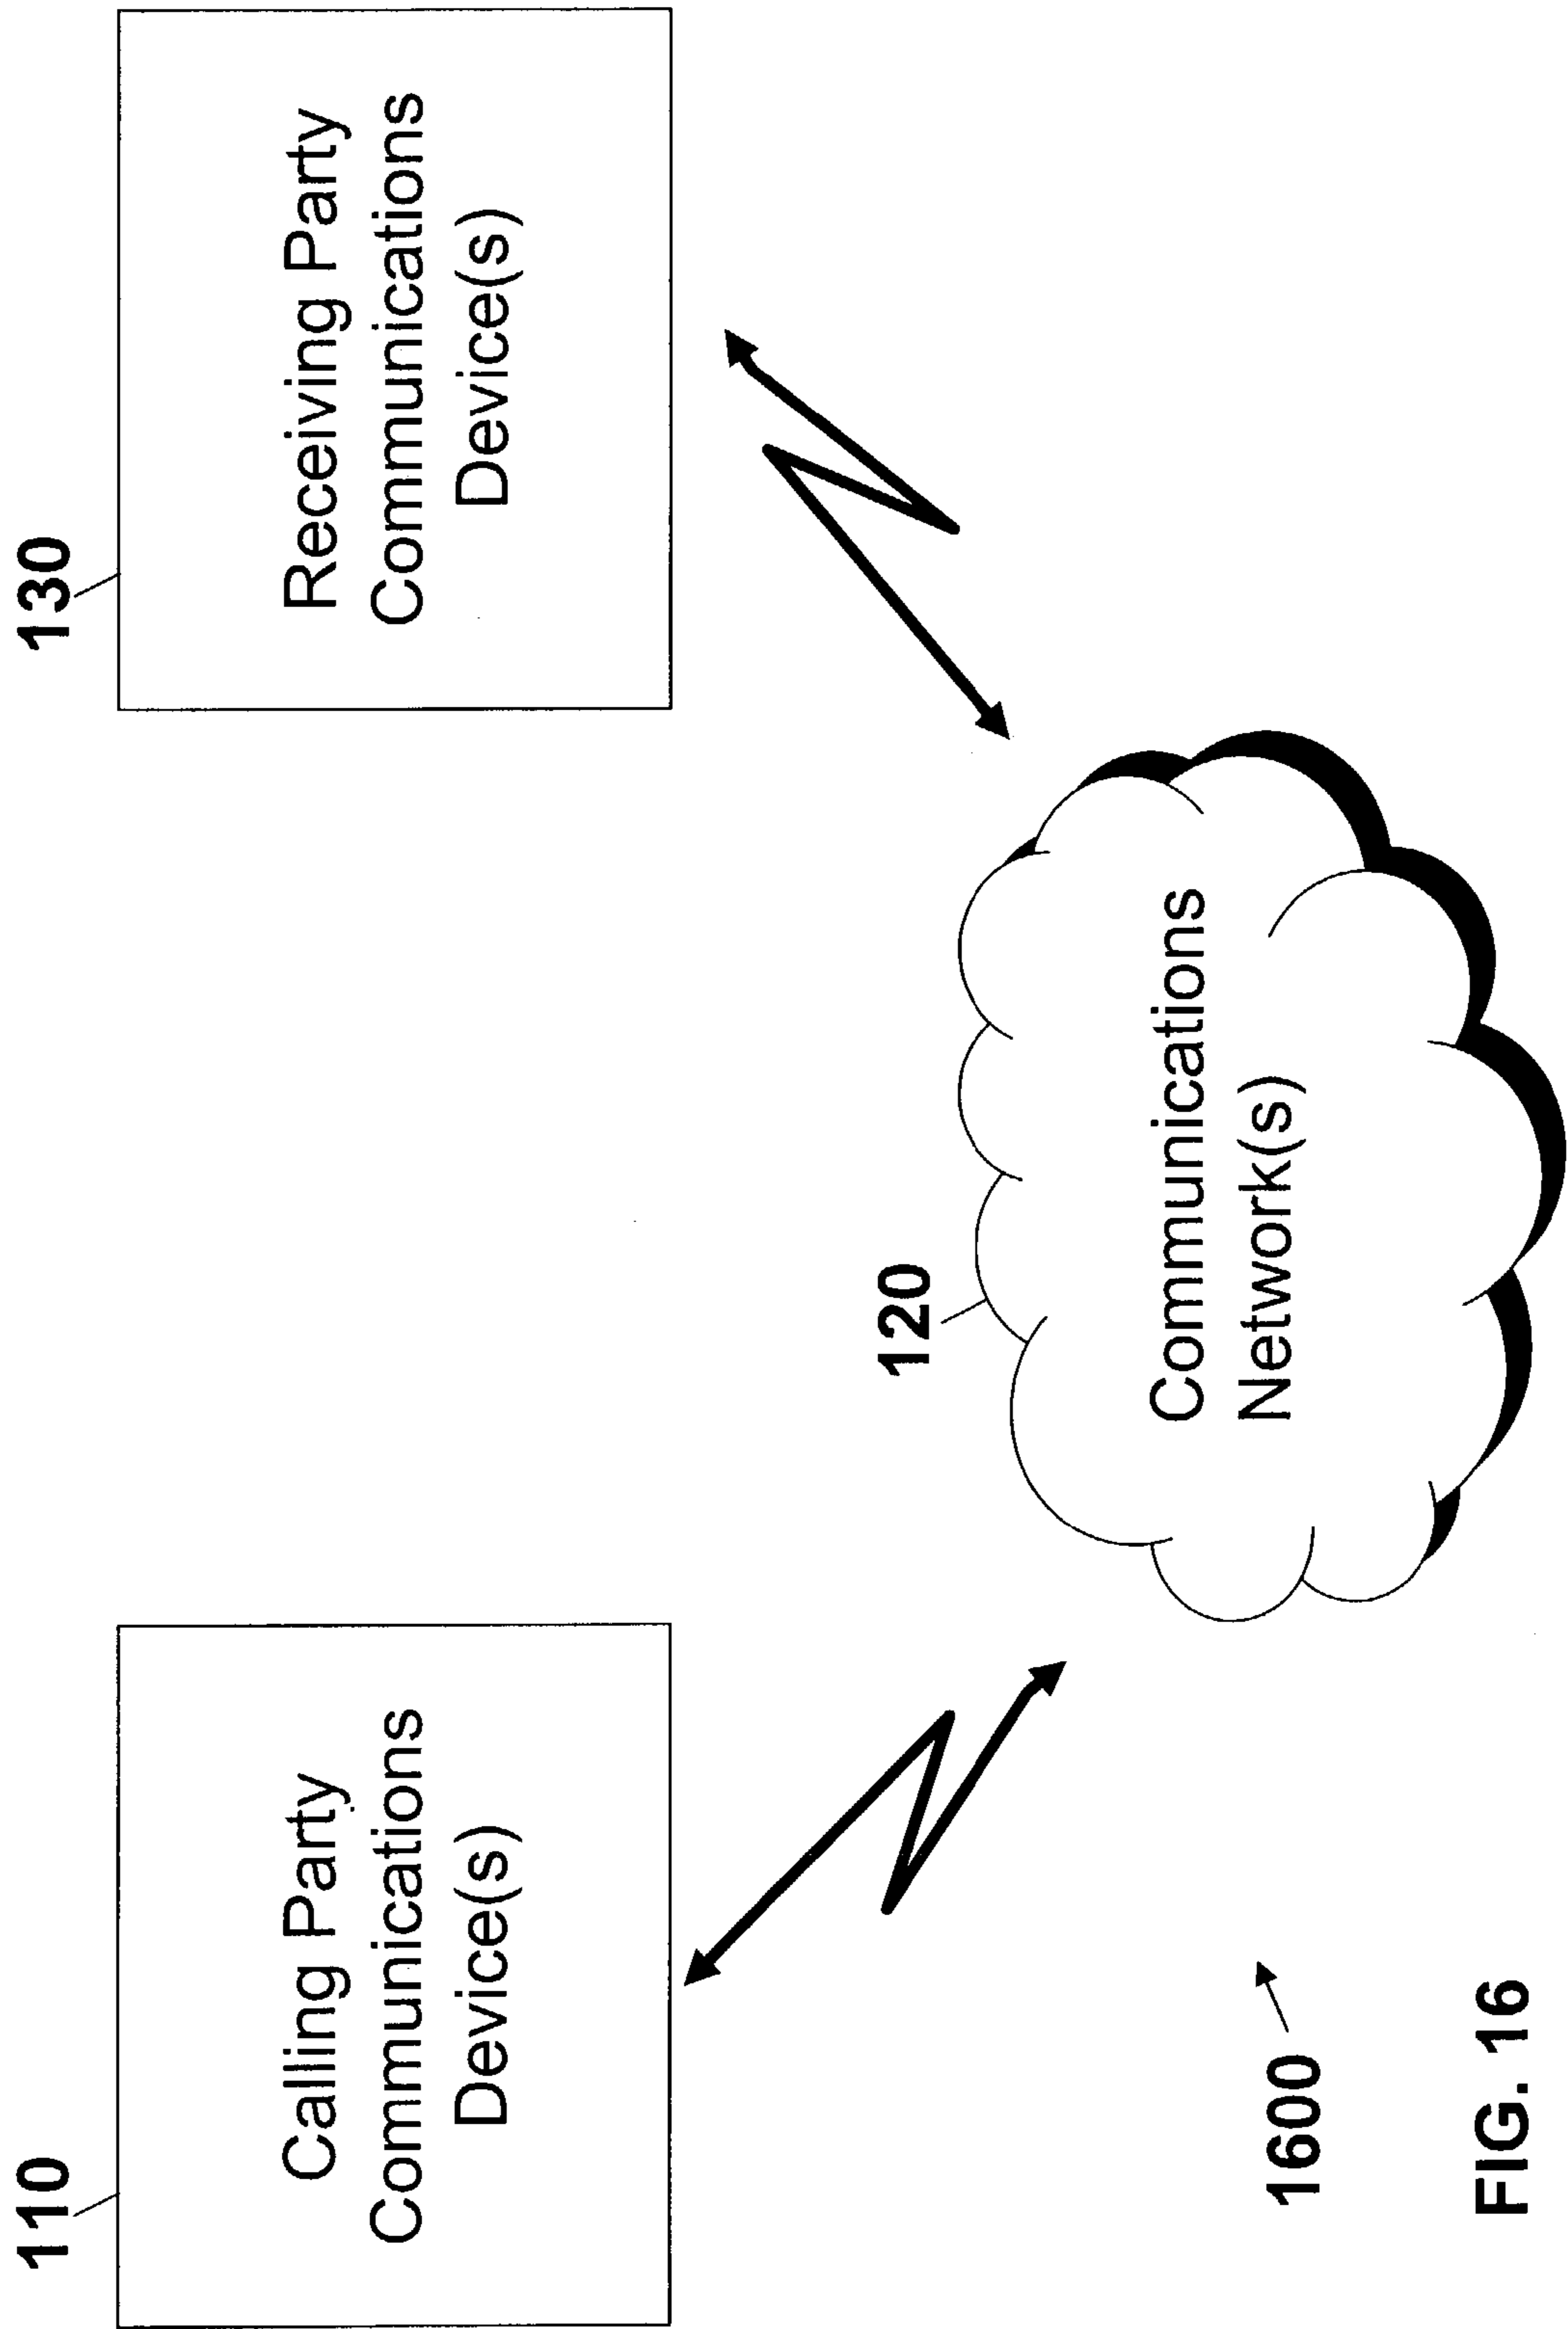 110
Calling Party
Communications
Device(s)
130
Receiving Party
Communications
Device(s)
120
Communications
Network(s)
1600
FIG. 16